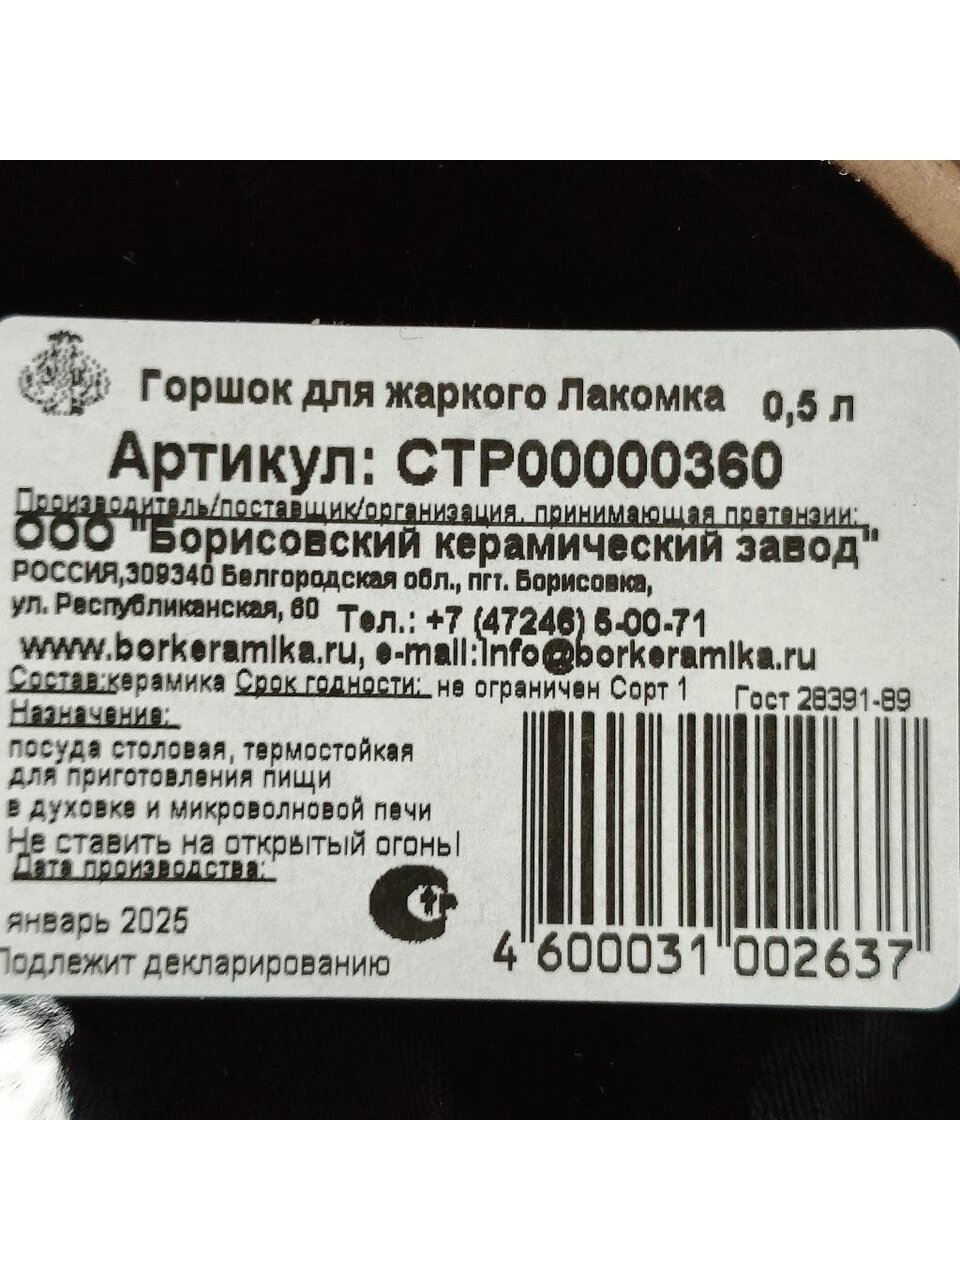 Горшок для жаркого Лакомка 0,5 л
Артикул: СТР00000360
Производитель/поставщик/организация, принимающая претензии:
ООО "Борисовский керамический завод"
РОССИЯ,309340 Белгородская обл., пгт. Борисовка,
ул. Республиканская, 60 Тел.: +7 (47246) 5-00-71
www.borkeramika.ru, e-mail:info@borkeramika.ru
Состав:керамика Срок годности: не ограничен Сорт 1 Гост 28391-89
Назначение:
посуда столовая, термостойкая
для приготовления пищи
в духовке и микроволновой печи
Не ставить на открытый огонь!
Дата производства:
январь 2025
Подлежит декларированию
4 600031 002637